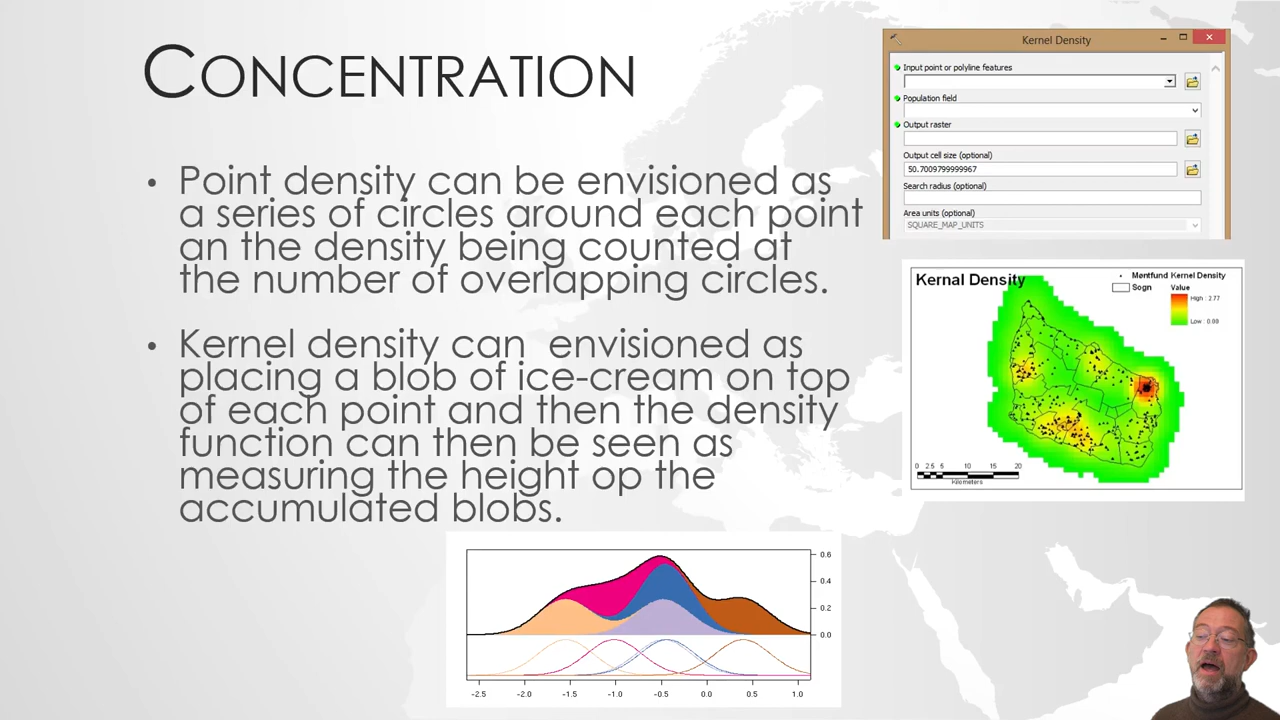 CONCENTRATION
• Point density can be envisioned as
a series of circles around each point
an the density being counted at
the number of overlapping circles.
• Kernel density can  envisioned as
placing a blob of ice-cream on top
of each point and then the density
function can then be seen as
measuring the height op the
accumulated blobs.
Kernel Density
Input point or polyline features
Population field
Output raster
Output cell size (optional)
50.7009799999967
Search radius (optional)
Area units (optional)
SQUARE_MAP_UNITS
Kernal Density
Møntfund Kernel Density
Sogn
Value
High : 2.77
Low : 0.00
0 2.5 5 10 15 20
Kilometers
0.6
0.4
0.2
0.0
-2.5 -2.0 -1.5 -1.0 -0.5 0.0 0.5 1.0